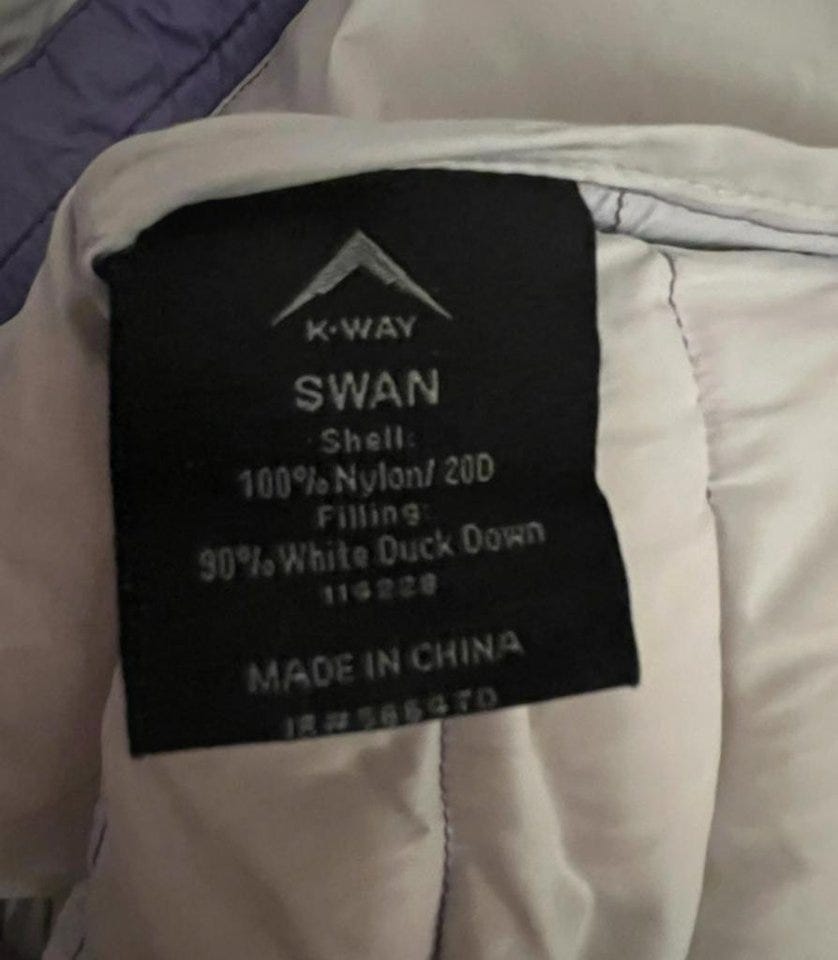 K·WAY
SWAN
Shell:
100% Nylon/ 20D
Filling:
90% White Duck Down
MADE IN CHINA